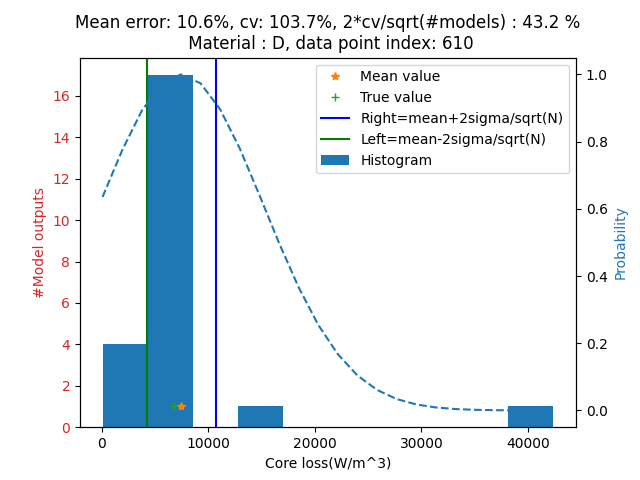 Mean error: 10.6%, cv: 103.7%, 2*cv/sqrt(#models) : 43.2 %
Material : D, data point index: 610
Mean value
True value
Right=mean+2sigma/sqrt(N)
Left=mean-2sigma/sqrt(N)
Histogram
16
14
12
10
8
6
4
2
0
#Model outputs
1.0
0.8
0.6
0.4
0.2
0.0
Probability
0
10000
20000
30000
40000
Core loss(W/m^3)